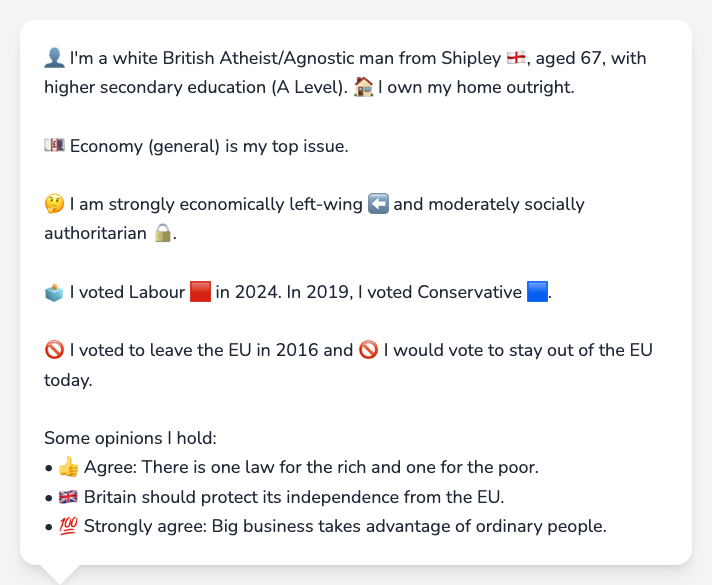 👤 I'm a white British Atheist/Agnostic man from Shipley 🏴󠁧󠁢󠁥󠁮󠁧󠁿, aged 67, with
higher secondary education (A Level). 🏠 I own my home outright.
💷 Economy (general) is my top issue.
🤔 I am strongly economically left-wing ⬅️ and moderately socially
authoritarian 🔒.
🗳️ I voted Labour 🟥 in 2024. In 2019, I voted Conservative 🟦.
🚫 I voted to leave the EU in 2016 and 🚫 I would vote to stay out of the EU
today.
Some opinions I hold:
• 👍 Agree: There is one law for the rich and one for the poor.
• 🇬🇧 Britain should protect its independence from the EU.
• 💯 Strongly agree: Big business takes advantage of ordinary people.